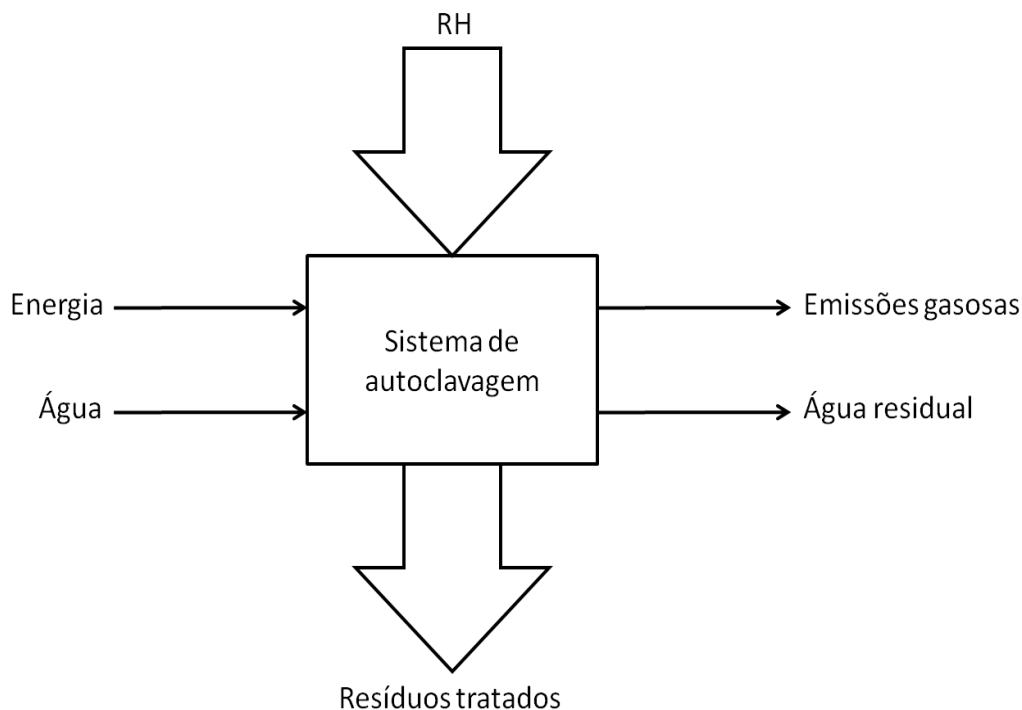 RH
Energia
Emissões gasosas
Sistema de
autoclavagem
Água
Água residual
Resíduos tratados